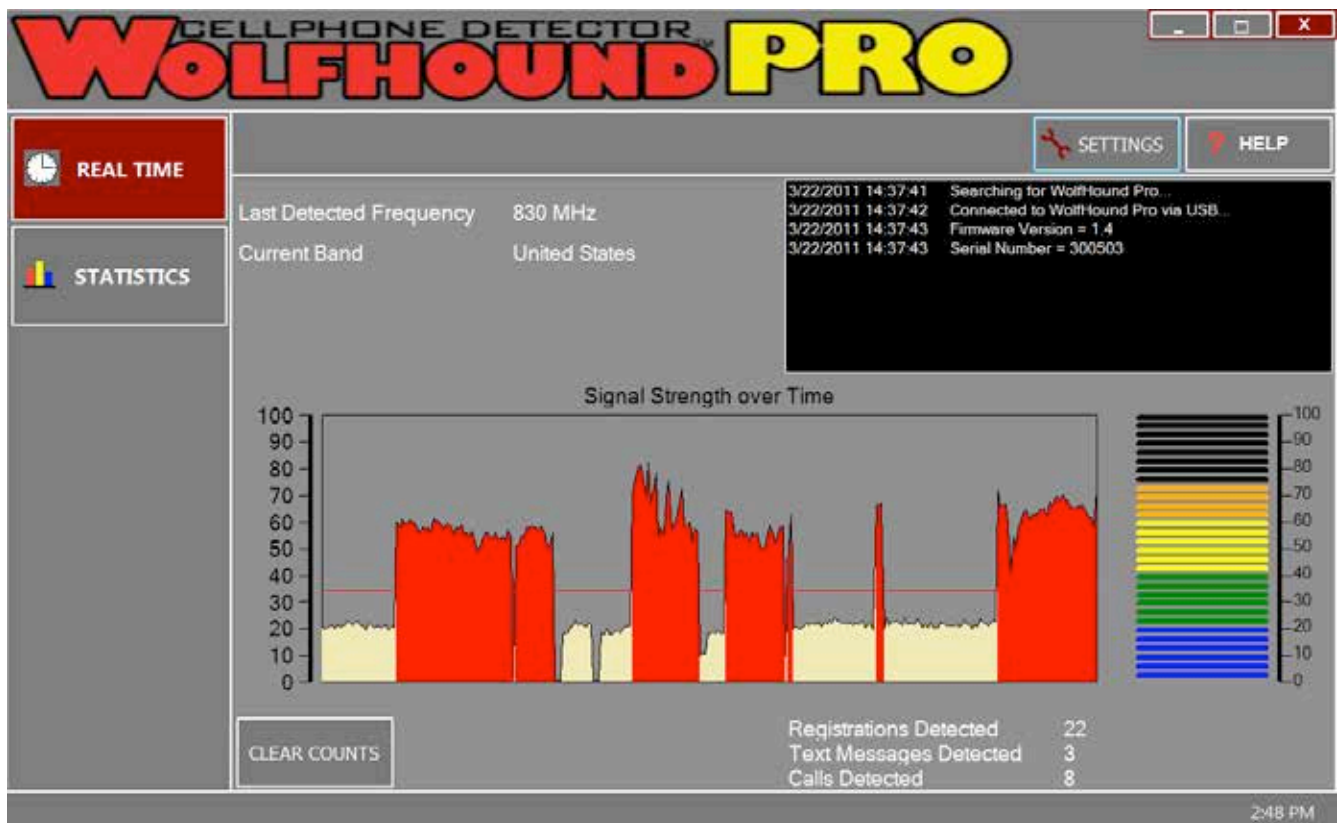 CELLPHONE DETECTOR
WOLFHOUND PRO
TM
_ □ X
REAL TIME
STATISTICS
SETTINGS
? HELP
Last Detected Frequency 830 MHz
Current Band United States
3/22/2011 14:37:41 Searching for WolfHound Pro...
3/22/2011 14:37:42 Connected to WolfHound Pro via USB...
3/22/2011 14:37:43 Firmware Version = 1.4
3/22/2011 14:37:43 Serial Number = 300503
Signal Strength over Time
100
90
80
70
60
50
40
30
20
10
0
100
90
80
70
60
50
40
30
20
10
0
CLEAR COUNTS
Registrations Detected 22
Text Messages Detected 3
Calls Detected 8
2:48 PM